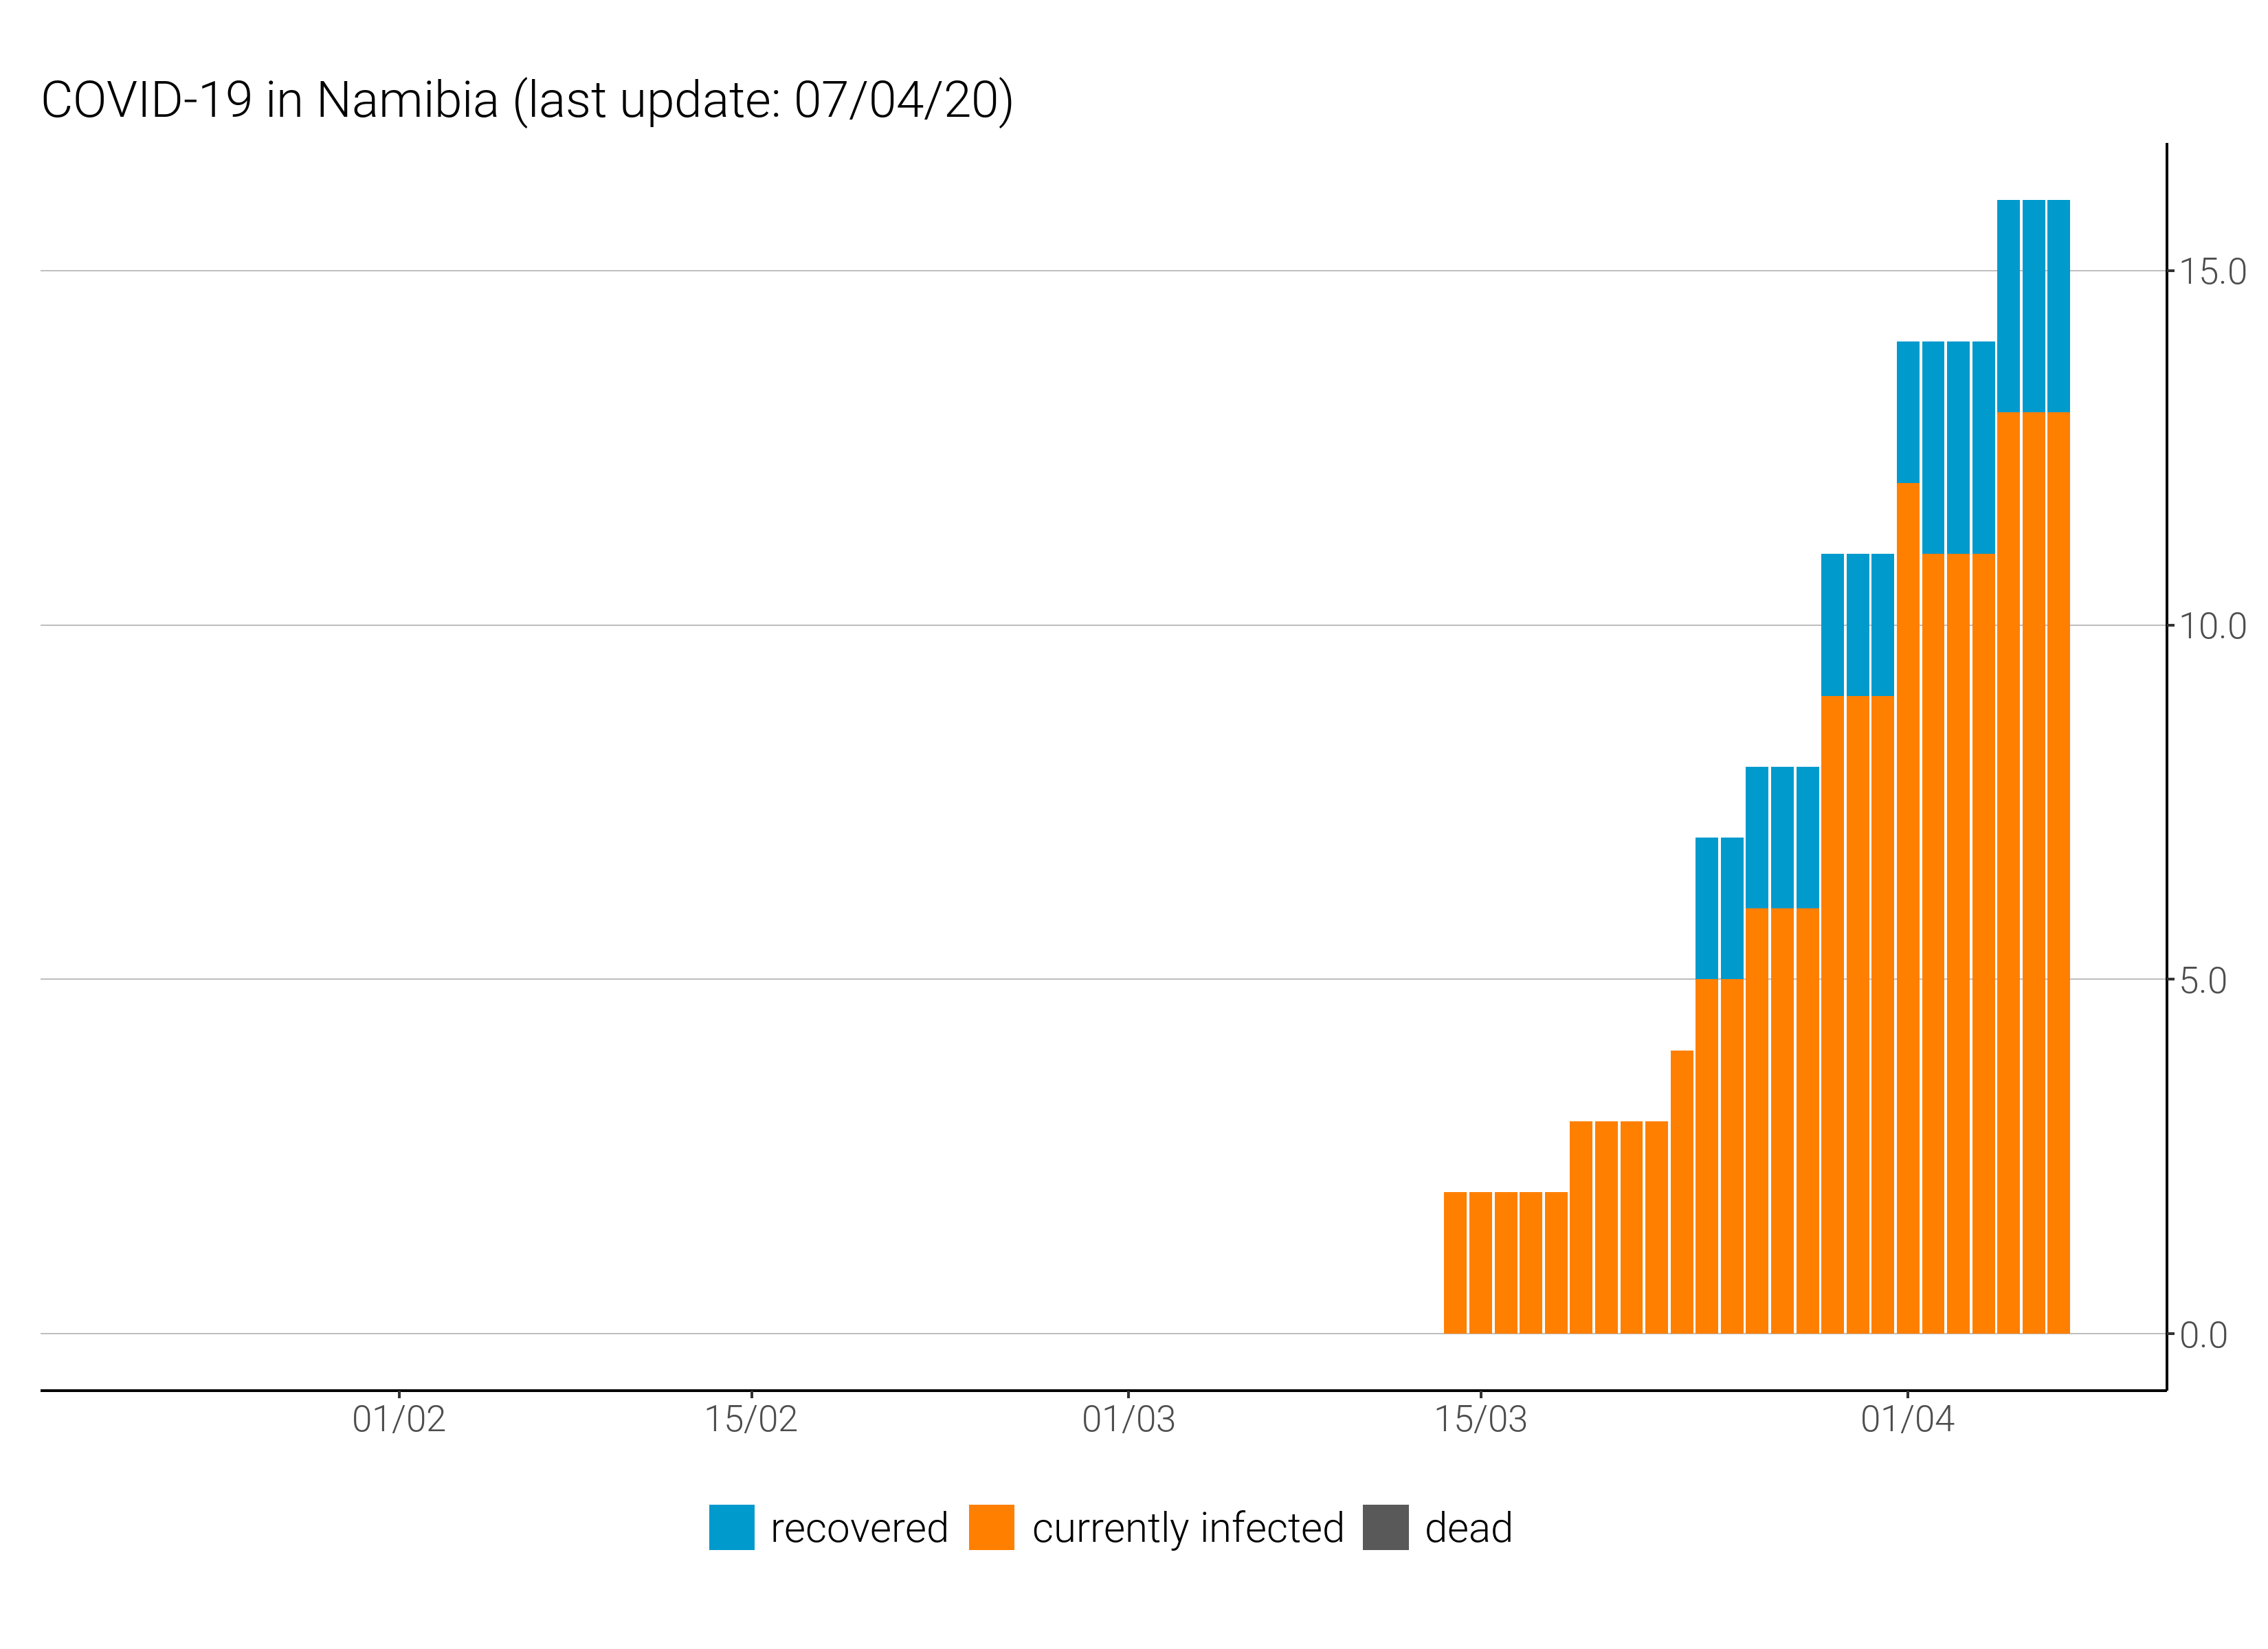 COVID-19 in Namibia (last update: 07/04/20)
15.0
10.0
5.0
0.0
01/02 15/02 01/03 15/03 01/04
recovered currently infected dead